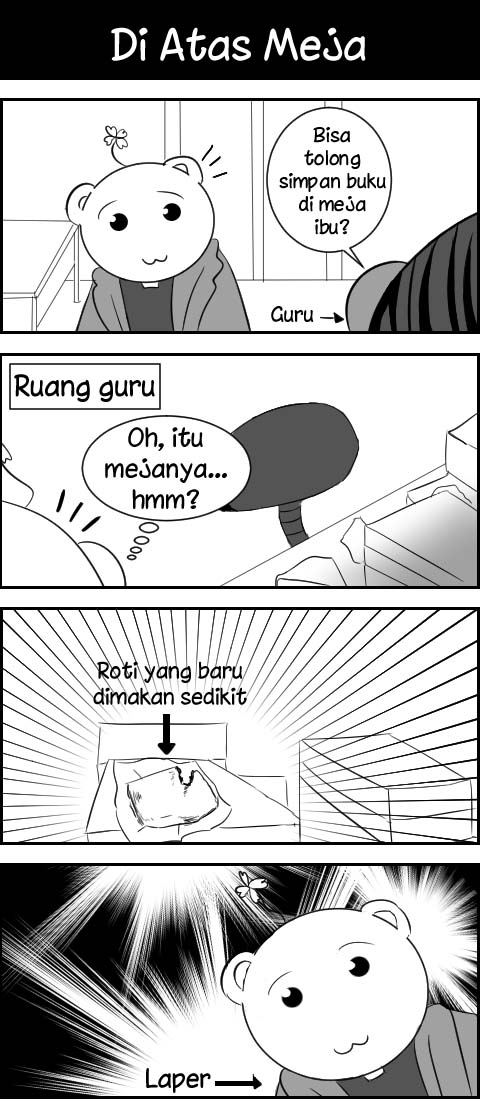 Di Atas Meja
Bisa
tolong
simpan buku
di meja
ibu?
Guru
Ruang guru
Oh, itu
mejanya...
hmm?
Roti yang baru
dimakan sedikit
Laper